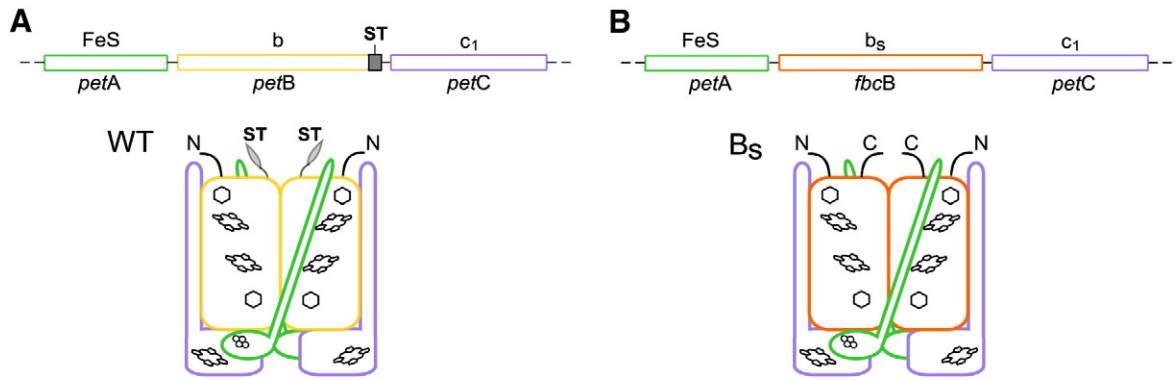 A
ST
FeS b c₁
petA petB petC
WT
N ST ST N
B
FeS bₛ c₁
petA fbcB petC
Bₛ
N C C N